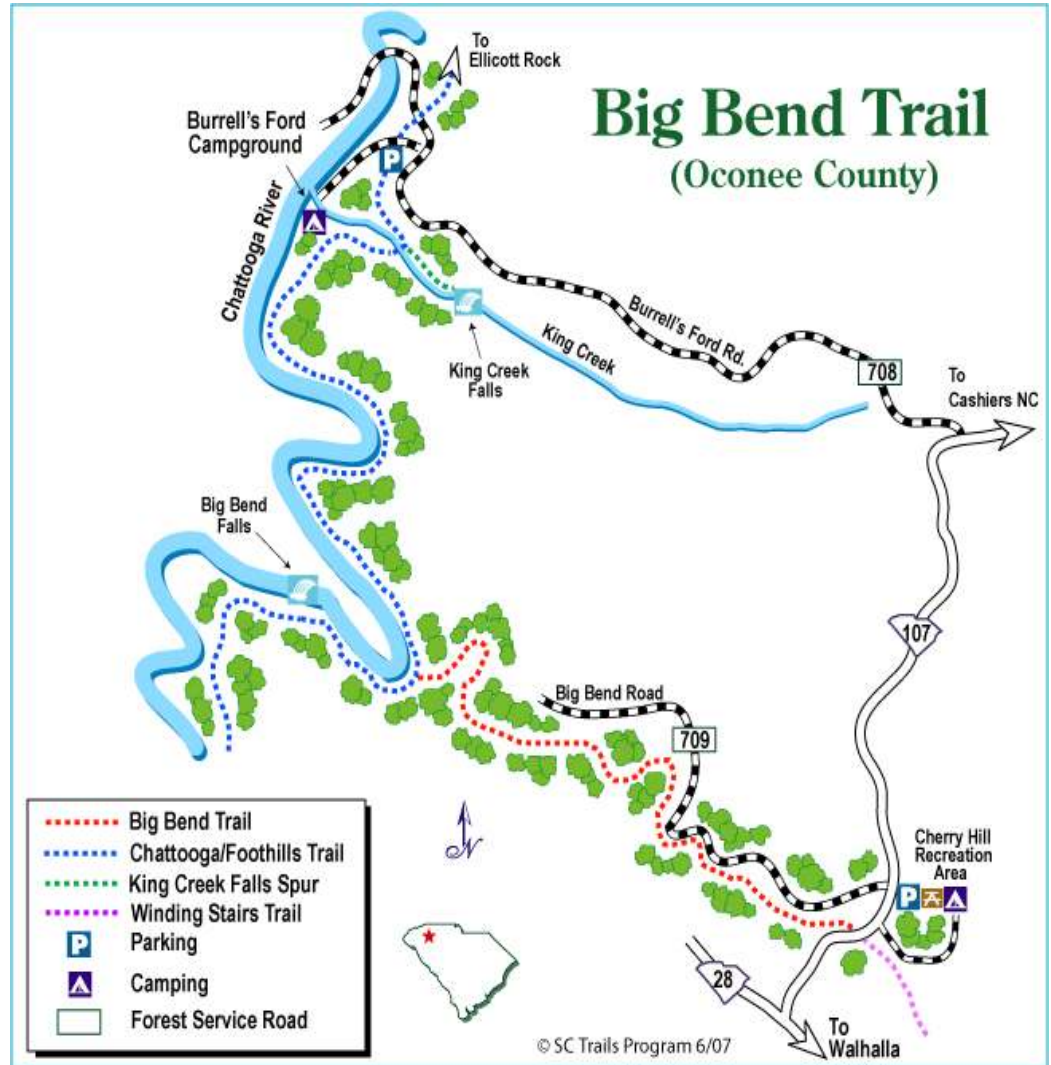 Big Bend Trail
(Oconee County)
To
Ellicott Rock
Burrell's Ford
Campground
P
Chattooga River
King Creek
Falls
King Creek
Burrell's Ford Rd.
708
To
Cashiers NC
Big Bend
Falls
107
Big Bend Road
709
Cherry Hill
Recreation
Area
P
28
To
Walhalla
N
Big Bend Trail
Chattooga/Foothills Trail
King Creek Falls Spur
Winding Stairs Trail
P Parking
Camping
Forest Service Road
© SC Trails Program 6/07